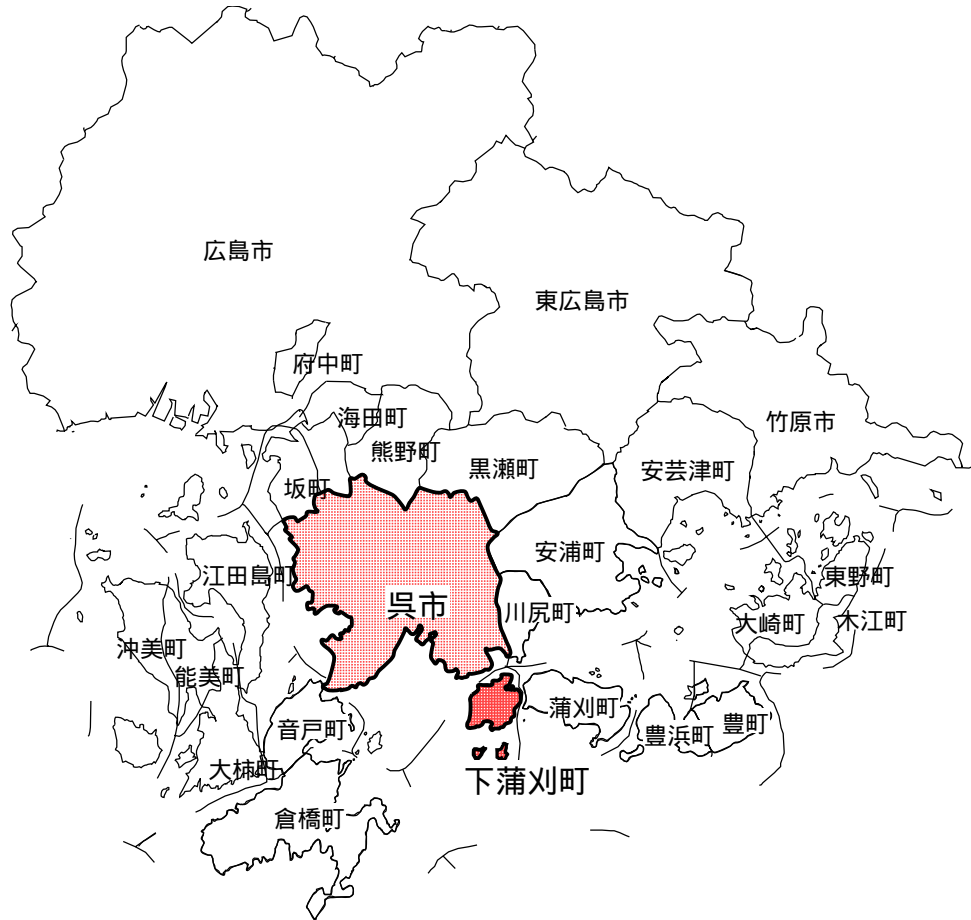 広島市
東広島市
府中町
海田町
竹原市
熊野町
黒瀬町
安芸津町
坂町
安浦町
江田島町
東野町
呉市
川尻町
大崎町
木江町
沖美町
能美町
蒲刈町
音戸町
豊浜町
豊町
大柿町
下蒲刈町
倉橋町